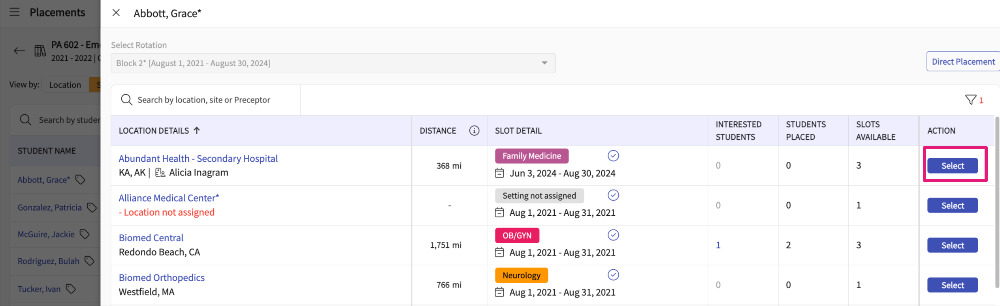 Placements
PA 602 - Eme
2021 - 2022 |
View by: Location S
Search by studen
STUDENT NAME
Abbott, Grace*
Gonzalez, Patricia
McGuire, Jackie
Rodriguez, Bulah
Tucker, Ivan
Abbott, Grace*
Select Rotation
Block 2* [August 1, 2021 - August 30, 2024]
Direct Placement
Search by location, site or Preceptor
1
LOCATION DETAILS DISTANCE SLOT DETAIL INTERESTED STUDENTS STUDENTS PLACED SLOTS AVAILABLE ACTION
Abundant Health - Secondary Hospital
KA, AK | Alicia Inagram
368 mi
Family Medicine
Jun 3, 2024 - Aug 30, 2024
0 0 3 Select
Alliance Medical Center*
- Location not assigned
-
Setting not assigned
Aug 1, 2021 - Aug 31, 2021
0 0 1 Select
Biomed Central
Redondo Beach, CA
1,751 mi
OB/GYN
Aug 1, 2021 - Aug 31, 2021
1 2 3 Select
Biomed Orthopedics
Westfield, MA
766 mi
Neurology
Aug 1, 2021 - Aug 31, 2021
0 0 1 Select